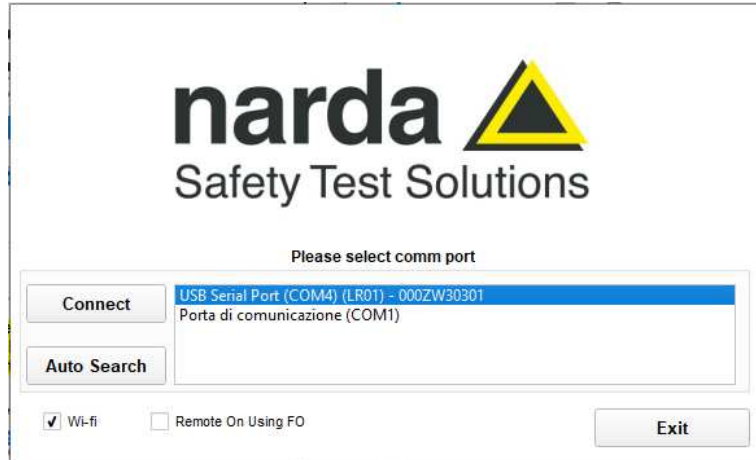 narda
Safety Test Solutions
Please select comm port
Connect
USB Serial Port (COM4) (LR01) - 000ZW30301
Porta di comunicazione (COM1)
Auto Search
Wi-fi
Remote On Using FO
Exit